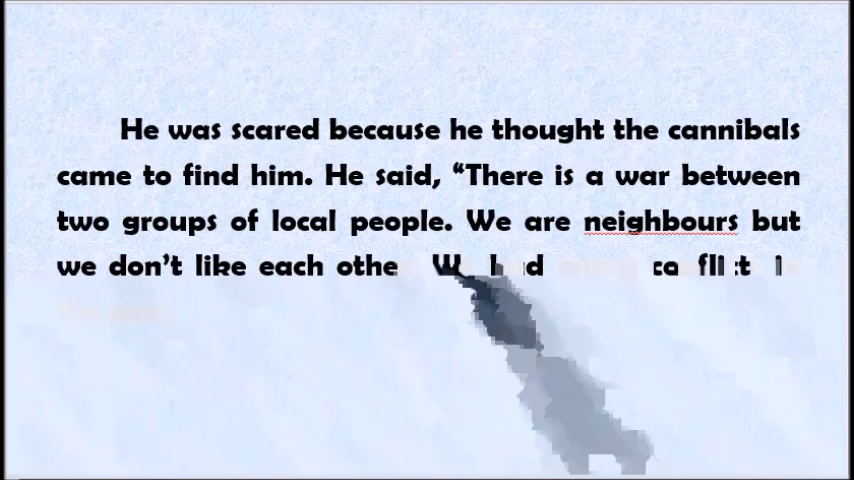 He was scared because he thought the cannibals
came to find him. He said, “There is a war between
two groups of local people. We are neighbours but
we don’t like each othe